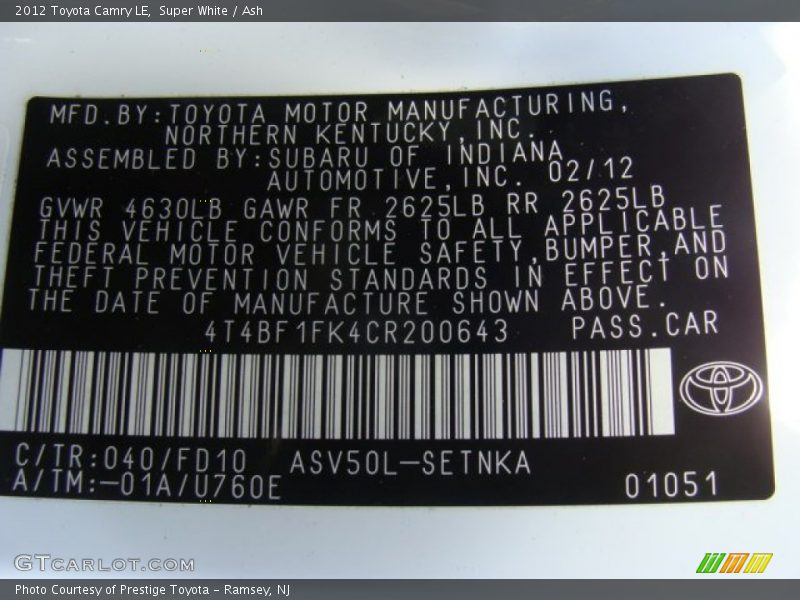 2012 Toyota Camry LE, Super White / Ash
MFD.BY:TOYOTA MOTOR MANUFACTURING,
NORTHERN KENTUCKY,INC.
ASSEMBLED BY:SUBARU OF INDIANA
AUTOMOTIVE,INC. 02/12
GVWR 4630LB GAWR FR 2625LB RR 2625LB
THIS VEHICLE CONFORMS TO ALL APPLICABLE
FEDERAL MOTOR VEHICLE SAFETY,BUMPER,AND
THEFT PREVENTION STANDARDS IN EFFECT ON
THE DATE OF MANUFACTURE SHOWN ABOVE.
4T4BF1FK4CR200643 PASS.CAR
C/TR:040/FD10 ASV50L-SETNKA
A/TM:-01A/U760E 01051
GTCARLOT.COM
Photo Courtesy of Prestige Toyota - Ramsey, NJ